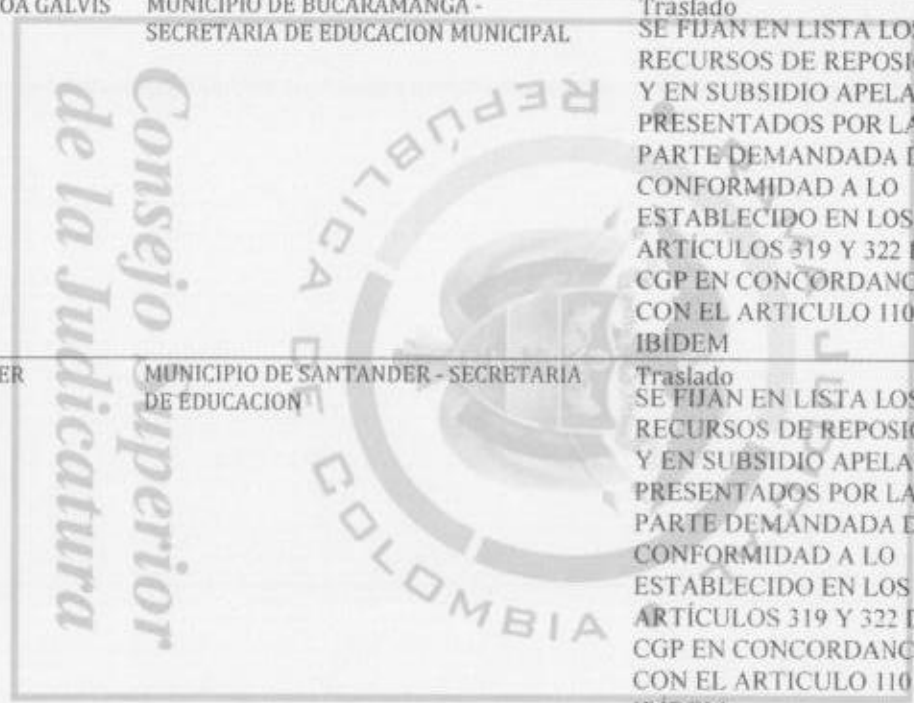 OA GALVIS MUNICIPIO DE BUCARAMANGA - Traslado
SECRETARIA DE EDUCACION MUNICIPAL SE FIJAN EN LISTA LOS
RECURSOS DE REPOSI
Y EN SUBSIDIO APELA
PRESENTADOS POR LA
PARTE DEMANDADA D
CONFORMIDAD A LO
ESTABLECIDO EN LOS
ARTÍCULOS 319 Y 322
CGP EN CONCORDANC
CON EL ARTICULO 110
IBÍDEM
ER MUNICIPIO DE SANTANDER - SECRETARIA Traslado
DE EDUCACION SE FIJAN EN LISTA LOS
RECURSOS DE REPOSI
Y EN SUBSIDIO APELA
PRESENTADOS POR LA
PARTE DEMANDADA D
CONFORMIDAD A LO
ESTABLECIDO EN LOS
ARTÍCULOS 319 Y 322
CGP EN CONCORDANC
CON EL ARTICULO 110
Consejo Superior
de la Judicatura
REPÚBLICA DE COLOMBIA